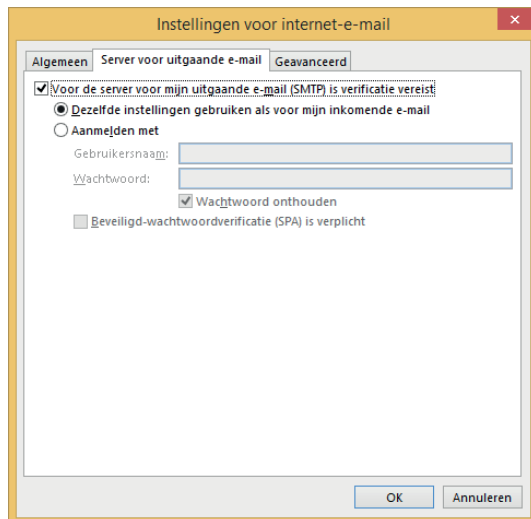 Instellingen voor internet-e-mail
Algemeen Server voor uitgaande e-mail Geavanceerd
Voor de server voor mijn uitgaande e-mail (SMTP) is verificatie vereist
Dezelfde instellingen gebruiken als voor mijn inkomende e-mail
Aanmelden met
Gebruikersnaam:
Wachtwoord:
Wachtwoord onthouden
Beveiligd-wachtwoordverificatie (SPA) is verplicht
OK Annuleren